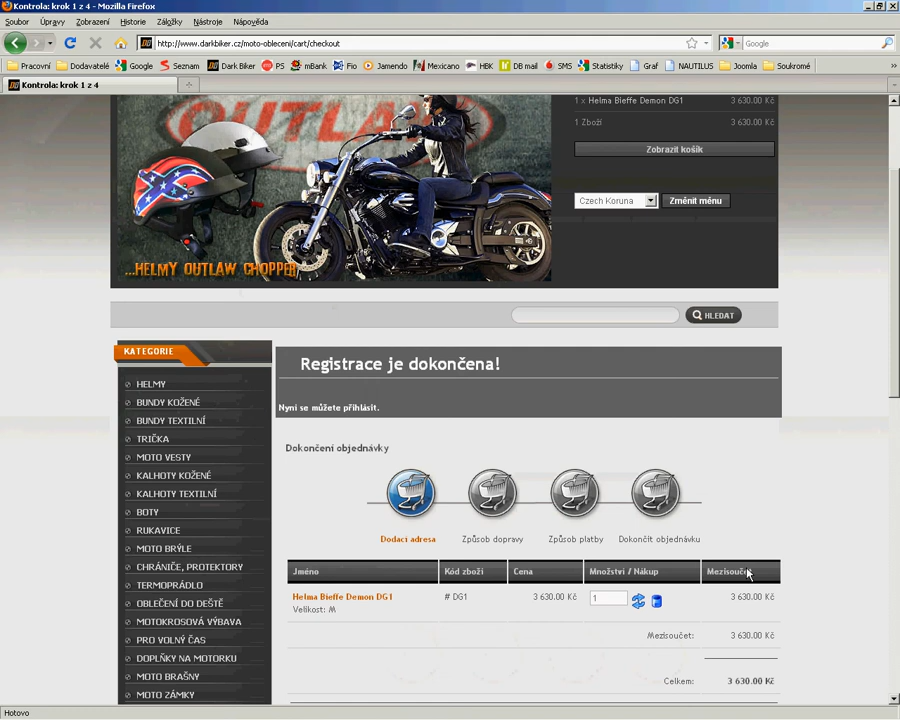 Kontrola: krok 1 z 4 - Mozilla Firefox
Soubor Úpravy Zobrazení Historie Záložky Nástroje Nápověda
http://www.darkbiker.cz/moto-obleceni/cart/checkout
Google
Pracovní Dodavatelé Google Seznam Dark Biker PS mBank Fio Jamendo Mexicano HBK DB mail SMS Statistiky Graf NAUTILUS Joomla Soukromé
Kontrola: krok 1 z 4
OUTLAW
...HELMY OUTLAW CHOPPER
1 x Helma Bieffe Demon DG1 3 630.00 Kč
1 Zboží 3 630.00 Kč
Zobrazit košík
Czech Koruna Změnit ménu
HLEDAT
KATEGORIE
HELMY
BUNDY KOŽENÉ
BUNDY TEXTILNÍ
TRIČKA
MOTO VESTY
KALHOTY KOŽENÉ
KALHOTY TEXTILNÍ
BOTY
RUKAVICE
MOTO BRÝLE
CHRÁNIČE, PROTEKTORY
TERMOPRÁDLO
OBLEČENÍ DO DEŠTĚ
MOTOKROSOVÁ VÝBAVA
PRO VOLNÝ ČAS
DOPLŇKY NA MOTORKU
MOTO BRAŠNY
MOTO ZÁMKY
Registrace je dokončena!
Nyní se můžete přihlásit.
Dokončení objednávky
Dodací adresa Způsob dopravy Způsob platby Dokončit objednávku
Jméno Kód zboží Cena Množství / Nákup Mezisoučet
Helma Bieffe Demon DG1 # DG1 3 630.00 Kč 1 3 630.00 Kč
Velikost: M
Mezisoučet: 3 630.00 Kč
Celkem: 3 630.00 Kč
Hotovo